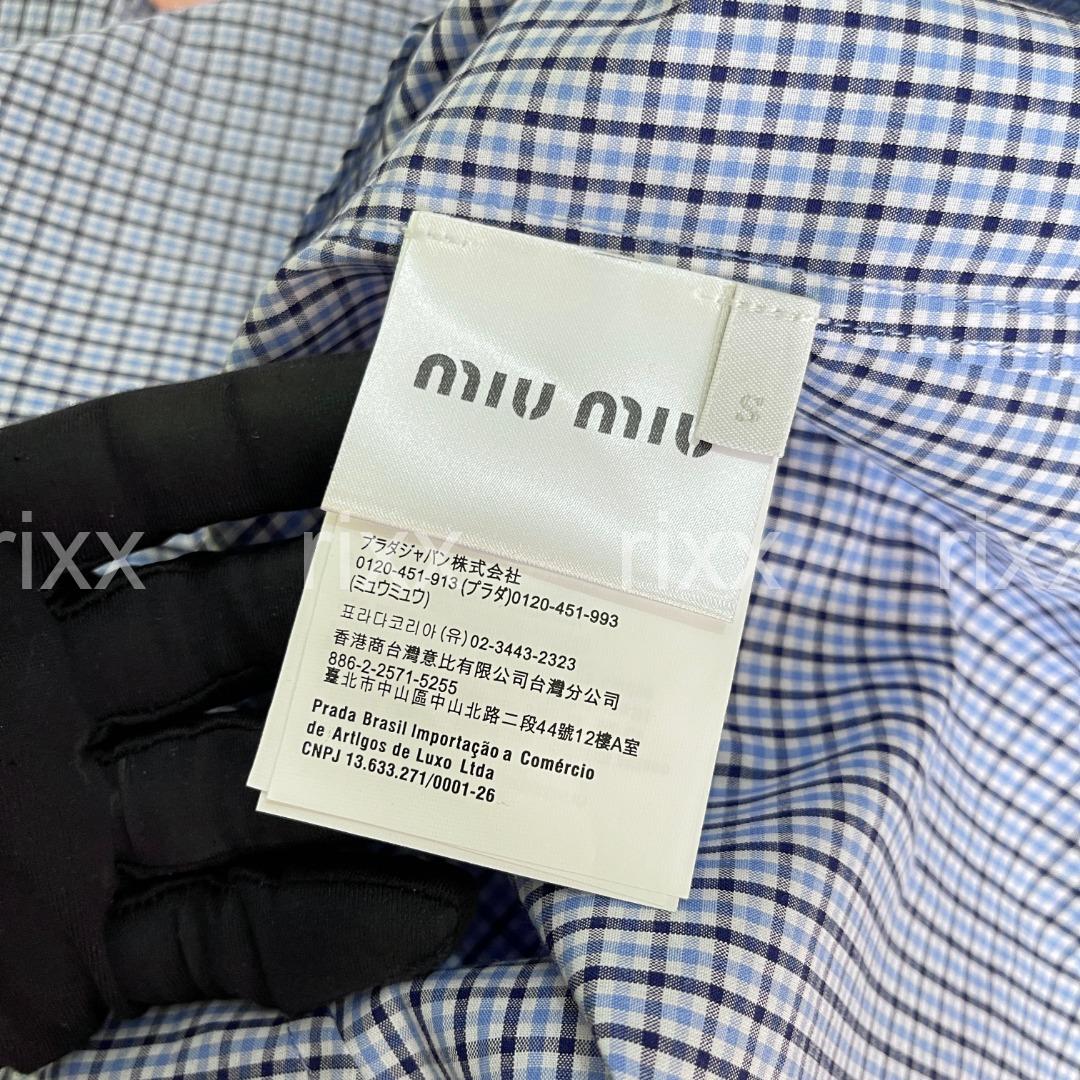 miu miu
S
rixx rixx rixx rixx
プラダジャパン株式会社
0120-451-913 (プラダ)0120-451-993
(ミュウミュウ)
프라다코리아(유)02-3443-2323
香港商台灣意比有限公司台灣分公司
886-2-2571-5255
臺北市中山區中山北路二段44號12樓A室
Prada Brasil Importação a Comércio
de Artigos de Luxo Ltda
CNPJ 13.633.271/0001-26